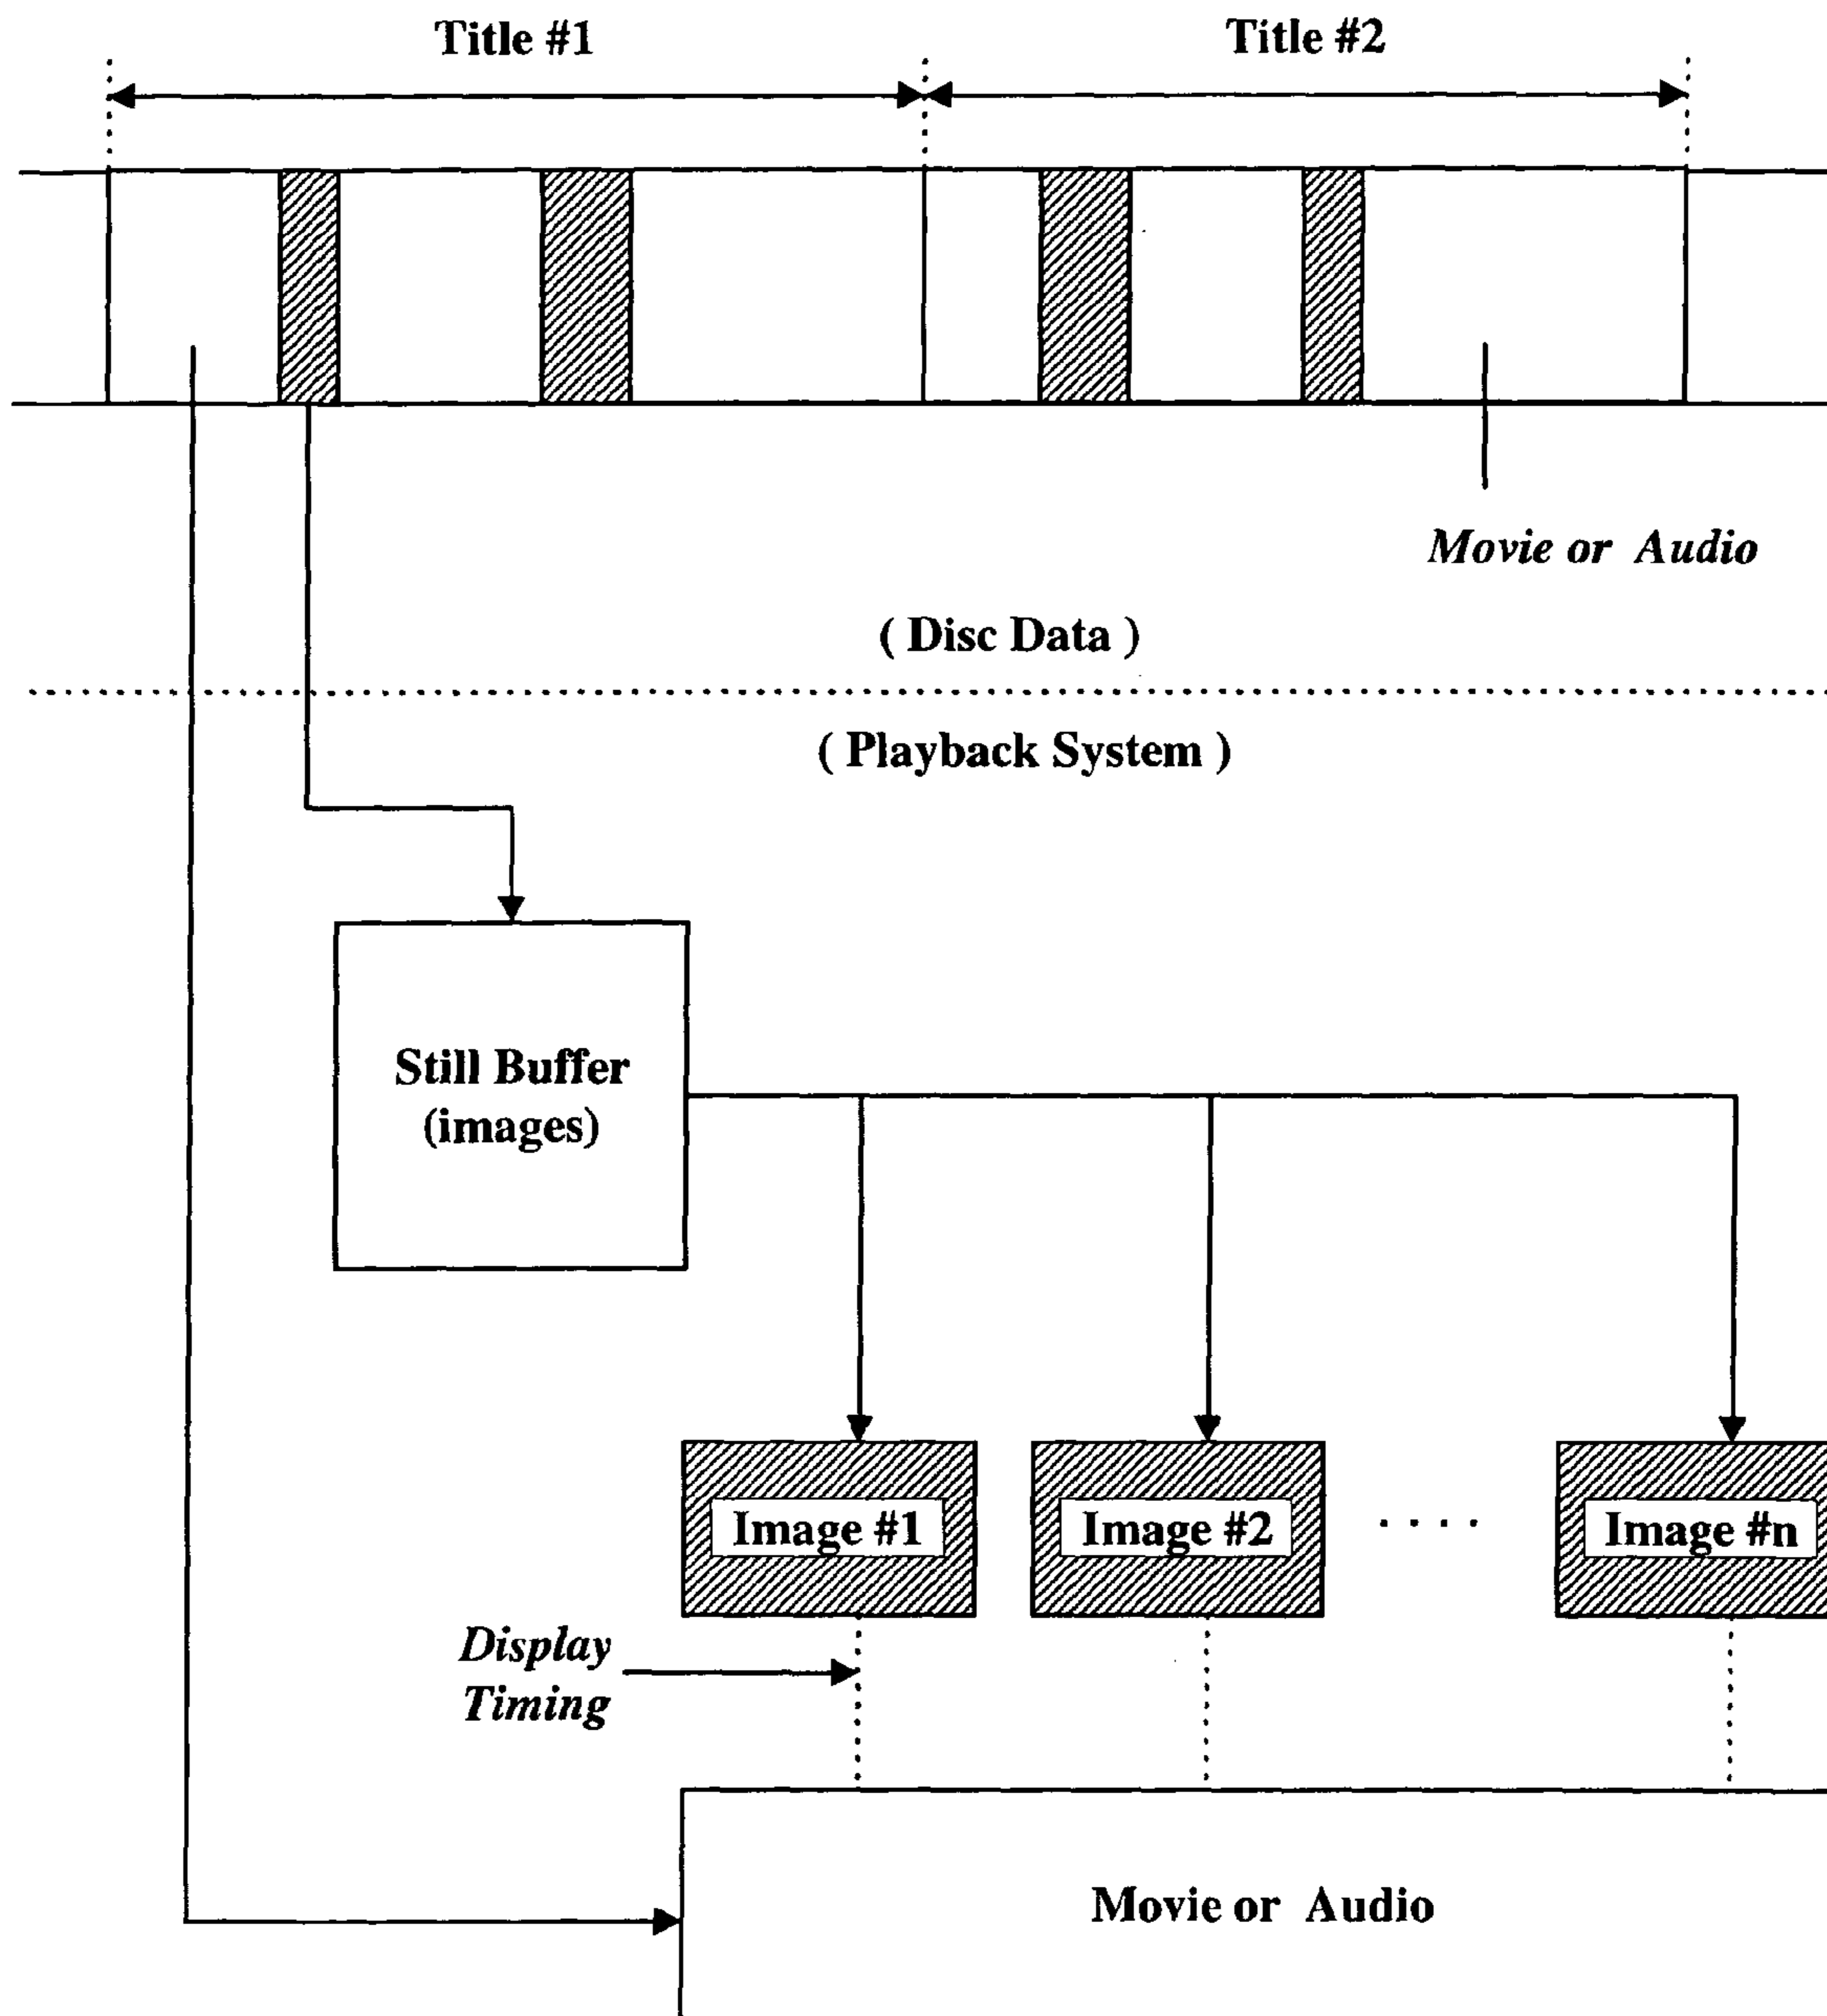 Title #1
Title #2
Movie or Audio
( Disc Data )
( Playback System )
Still Buffer
(images)
Image #1
Image #2
. . . .
Image #n
Display
Timing
Movie or Audio